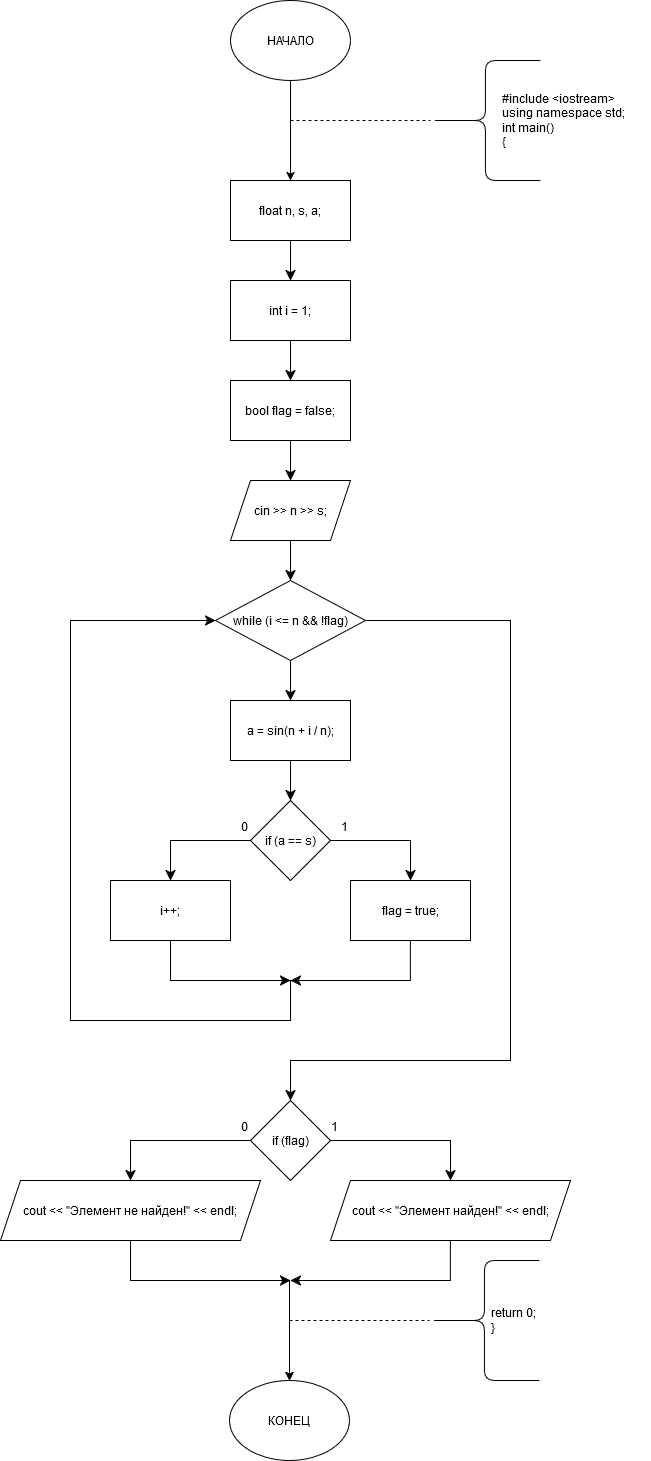 НАЧАЛО
#include <iostream>
using namespace std;
int main()
{
float n, s, a;
int i = 1;
bool flag = false;
cin >> n >> s;
while (i <= n && !flag)
a = sin(n + i / n);
0
1
if (a == s)
i++;
flag = true;
0
1
if (flag)
cout << "Элемент не найден!" << endl;
cout << "Элемент найден!" << endl;
return 0;
}
КОНЕЦ